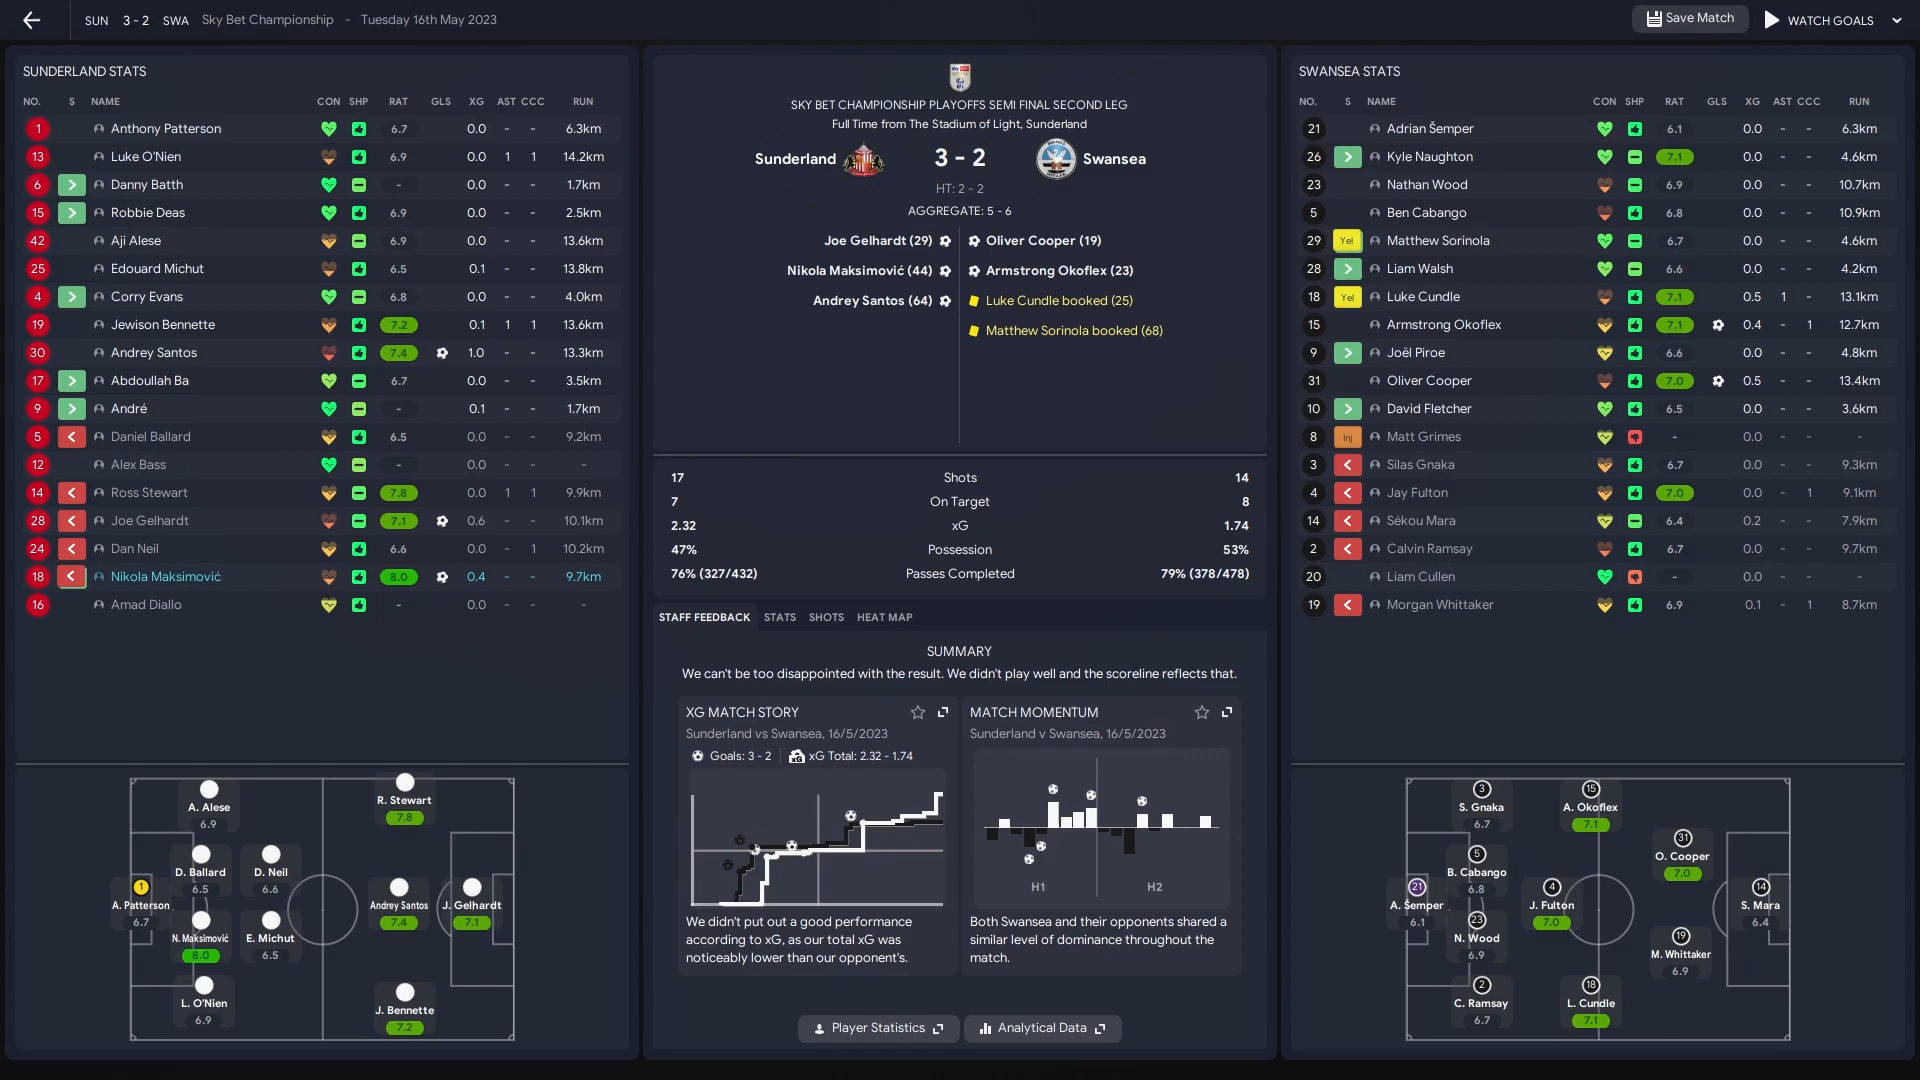 SUN 3 - 2 SWA Sky Bet Championship - Tuesday 16th May 2023 Save Match WATCH GOALS
SUNDERLAND STATS
NO. S NAME CON SHP RAT GLS XG AST CCC RUN
1 Anthony Patterson 6.7 0.0 - - 6.3km
13 Luke O'Nien 6.9 0.0 1 1 14.2km
6 Danny Batth - 0.0 - - 1.7km
15 Robbie Deas 6.9 0.0 - - 2.5km
42 Aji Alese 6.9 0.0 - - 13.6km
25 Edouard Michut 6.5 0.1 - - 13.8km
4 Corry Evans 6.8 0.0 - - 4.0km
19 Jewison Bennette 7.2 0.1 1 1 13.6km
30 Andrey Santos 7.4 1.0 - - 13.3km
17 Abdoullah Ba 6.7 0.0 - - 3.5km
9 André - 0.1 - - 1.7km
5 Daniel Ballard 6.5 0.0 - - 9.2km
12 Alex Bass - 0.0 - - -
14 Ross Stewart 7.8 0.0 1 1 9.9km
28 Joe Gelhardt 7.1 0.6 - - 10.1km
24 Dan Neil 6.6 0.0 - 1 10.2km
18 Nikola Maksimović 8.0 0.4 - - 9.7km
16 Amad Diallo - 0.0 - - -
A. Alese
6.9
R. Stewart
7.8
D. Ballard
6.5
D. Neil
6.6
1
A. Patterson
6.7
Andrey Santos
7.4
J. Gelhardt
7.1
N. Maksimović
8.0
E. Michut
6.5
L. O'Nien
6.9
J. Bennette
7.2
SKY BET CHAMPIONSHIP PLAYOFFS SEMI FINAL SECOND LEG
Full Time from The Stadium of Light, Sunderland
Sunderland 3 - 2 Swansea
HT: 2 - 2
AGGREGATE: 5 - 6
Joe Gelhardt (29) Oliver Cooper (19)
Nikola Maksimović (44) Armstrong Okoflex (23)
Andrey Santos (64) Luke Cundle booked (25)
Matthew Sorinola booked (68)
17 Shots 14
7 On Target 8
2.32 xG 1.74
47% Possession 53%
76% (327/432) Passes Completed 79% (378/478)
STAFF FEEDBACK STATS SHOTS HEAT MAP
SUMMARY
We can't be too disappointed with the result. We didn't play well and the scoreline reflects that.
XG MATCH STORY
Sunderland vs Swansea, 16/5/2023
Goals: 3 - 2 xG xG Total: 2.32 - 1.74
We didn't put out a good performance
according to xG, as our total xG was
noticeably lower than our opponent's.
MATCH MOMENTUM
Sunderland v Swansea, 16/5/2023
H1 H2
Both Swansea and their opponents shared a
similar level of dominance throughout the
match.
Player Statistics Analytical Data
SWANSEA STATS
NO. S NAME CON SHP RAT GLS XG AST CCC RUN
21 Adrian Šemper 6.1 0.0 - - 6.3km
26 Kyle Naughton 7.1 0.0 - - 4.6km
23 Nathan Wood 6.9 0.0 - - 10.7km
5 Ben Cabango 6.8 0.0 - - 10.9km
29 Yel Matthew Sorinola 6.7 0.0 - - 4.6km
28 Liam Walsh 6.6 0.0 - - 4.2km
18 Yel Luke Cundle 7.1 0.5 1 - 13.1km
15 Armstrong Okoflex 7.1 0.4 - 1 12.7km
9 Joël Piroe 6.6 0.0 - - 4.8km
31 Oliver Cooper 7.0 0.5 - - 13.4km
10 David Fletcher 6.5 0.0 - - 3.6km
8 Inj Matt Grimes - 0.0 - - -
3 Silas Gnaka 6.7 0.0 - - 9.3km
4 Jay Fulton 7.0 0.0 - 1 9.1km
14 Sékou Mara 6.4 0.2 - - 7.9km
2 Calvin Ramsay 6.7 0.0 - - 9.7km
20 Liam Cullen - 0.0 - - -
19 Morgan Whittaker 6.9 0.1 - 1 8.7km
3
S. Gnaka
6.7
15
A. Okoflex
7.1
31
O. Cooper
7.0
5
B. Cabango
6.8
21
A. Šemper
6.1
4
J. Fulton
7.0
14
S. Mara
6.4
23
N. Wood
6.9
19
M. Whittaker
6.9
2
C. Ramsay
6.7
18
L. Cundle
7.1